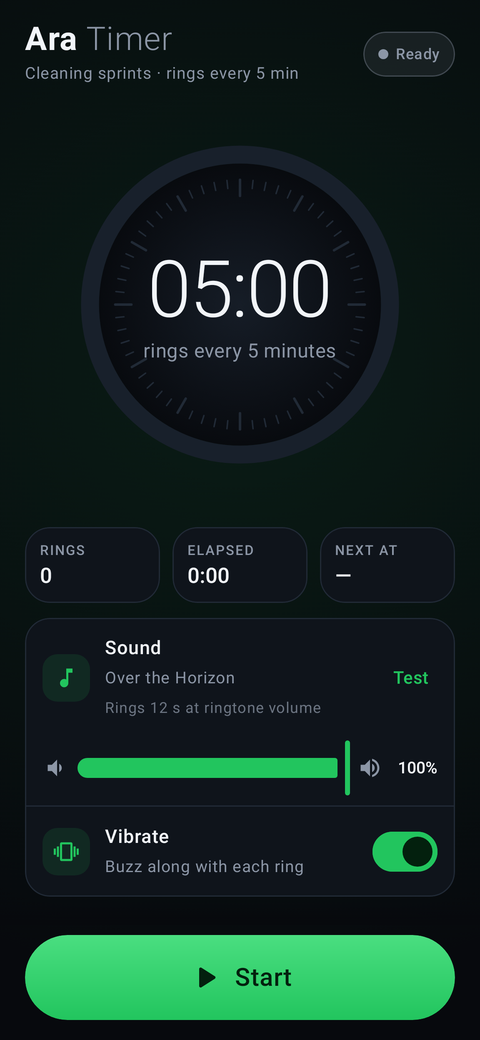 Ara Timer
Cleaning sprints · rings every 5 min
Ready
05:00
rings every 5 minutes
RINGS
0
ELAPSED
0:00
NEXT AT
—
Sound
Over the Horizon
Test
Rings 12 s at ringtone volume
100%
Vibrate
Buzz along with each ring
Start